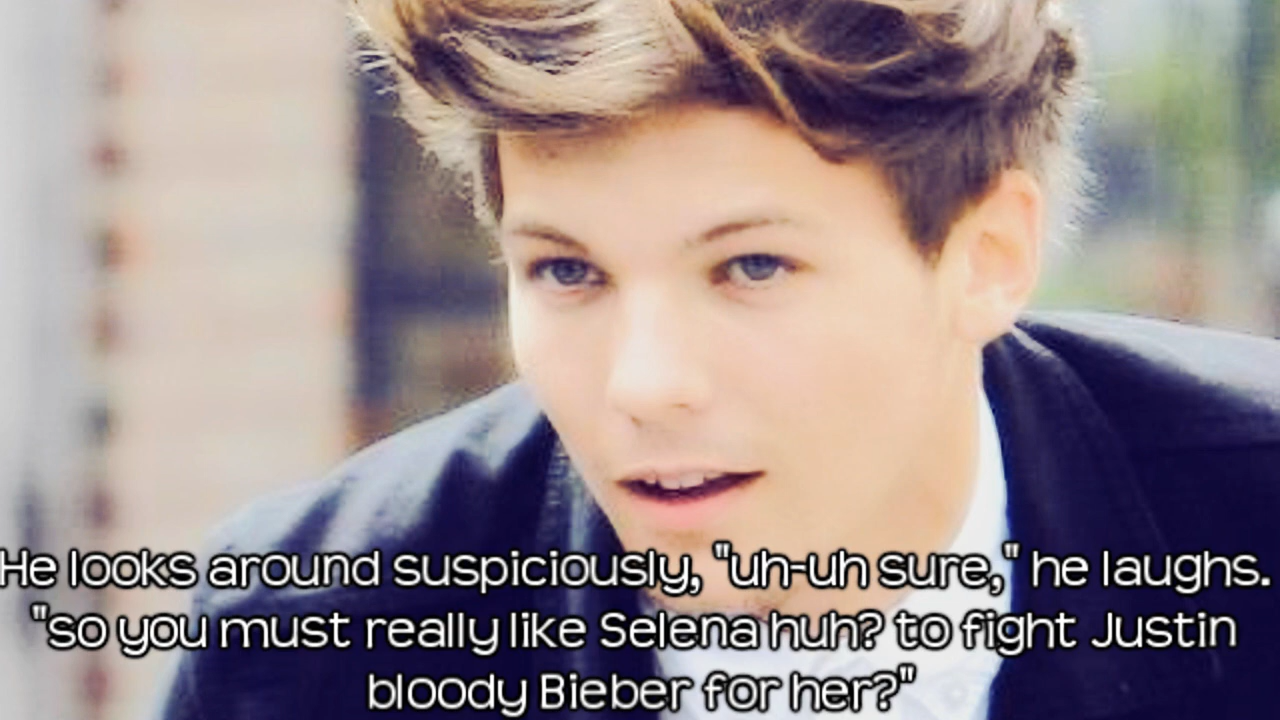 He looks around suspiciously, "uh-uh sure," he laughs.
"so you must really like Selena huh? to fight Justin
bloody Bieber for her?"